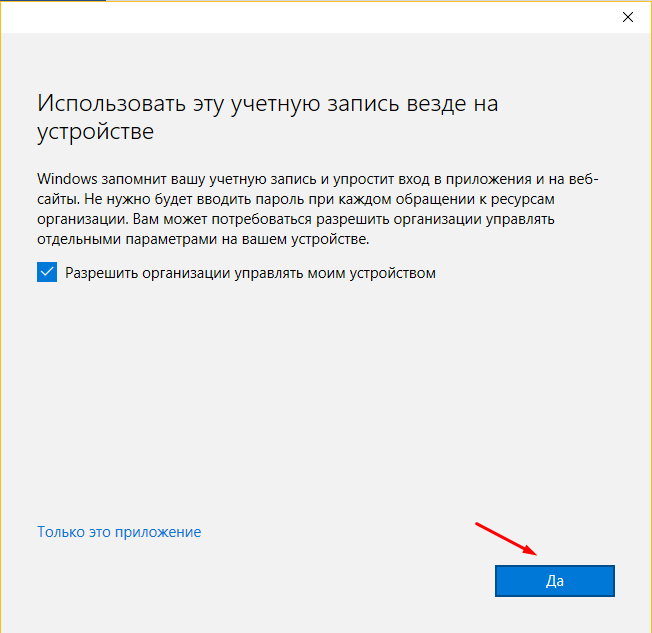 Использовать эту учетную запись везде на
устройстве
Windows запомнит вашу учетную запись и упростит вход в приложения и на веб-
сайты. Не нужно будет вводить пароль при каждом обращении к ресурсам
организации. Вам может потребоваться разрешить организации управлять
отдельными параметрами на вашем устройстве.
Разрешить организации управлять моим устройством
Только это приложение
Да